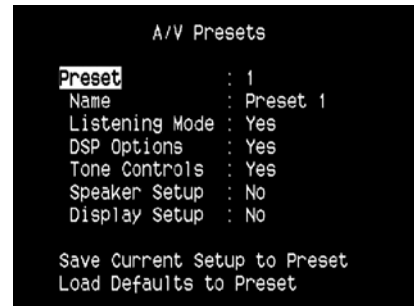 A/V Presets
Preset : 1
Name : Preset 1
Listening Mode : Yes
DSP Options : Yes
Tone Controls : Yes
Speaker Setup : No
Display Setup : No
Save Current Setup to Preset
Load Defaults to Preset